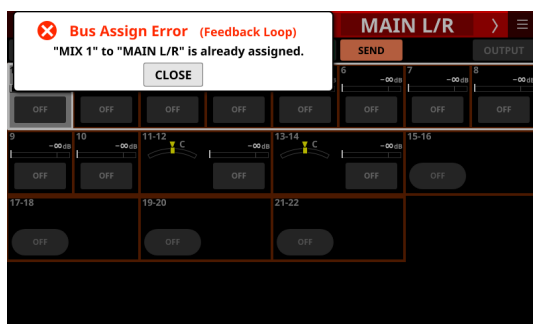 Bus Assign Error (Feedback Loop)
"MIX 1" to "MAIN L/R" is already assigned.
CLOSE
MAIN L/R
SEND
OUTPUT
6 -∞ dB
7 -∞ dB
8 -∞ dB
OFF OFF OFF OFF OFF OFF OFF OFF
9 -∞ dB
10 -∞ dB
11-12 C -∞ dB
13-14 C -∞ dB
15-16
OFF OFF OFF OFF OFF
17-18
19-20
21-22
OFF OFF OFF